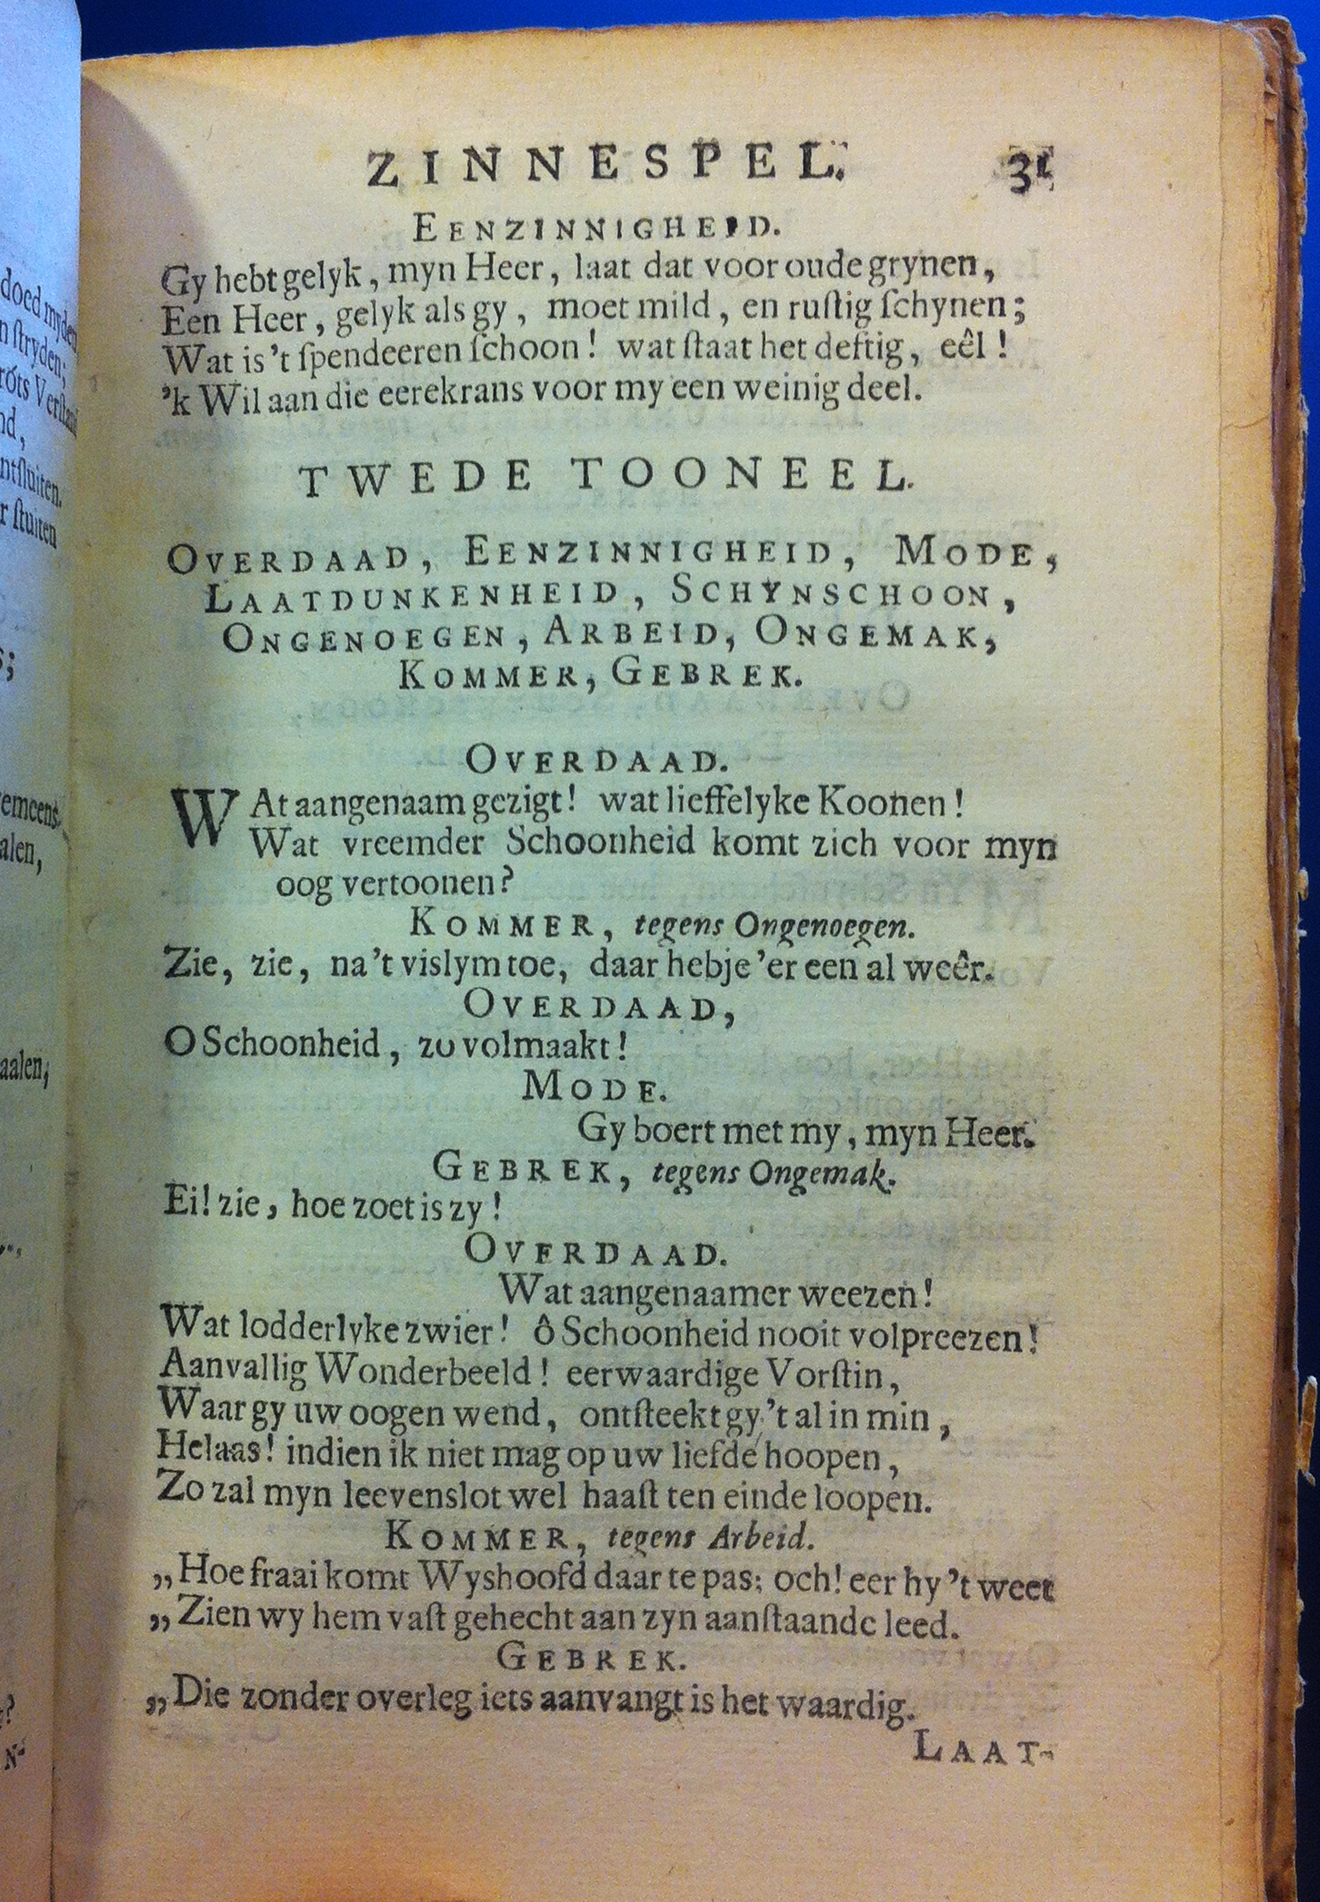 ZINNESPEL. 31
EENZINNIGHEID.
Gy hebt gelyk, myn Heer, laat dat voor oude grynen,
Een Heer, gelyk als gy, moet mild, en ruſtig ſchynen;
Wat is 't ſpendeeren ſchoon! wat ſtaat het deftig, eêl!
'k Wil aan die eerekrans voor my een weinig deel.
TWEDE TOONEEL.
OVERDAAD, EENZINNIGHEID, MODE,
LAATDUNKENHEID, SCHYNSCHOON,
ONGENOEGEN, ARBEID, ONGEMAK,
KOMMER, GEBREK.
OVERDAAD.
WAt aangenaam gezigt! wat lieffelyke Koonen!
Wat vreemder Schoonheid komt zich voor myn
oog vertoonen?
KOMMER, tegens Ongenoegen.
Zie, zie, na 't vislym toe, daar hebje 'er een al weêr.
OVERDAAD,
O Schoonheid, zo volmaakt!
MODE.
Gy boert met my, myn Heer.
GEBREK, tegens Ongemak.
Ei! zie, hoe zoet is zy!
OVERDAAD.
Wat aangenaamer weezen!
Wat lodderlyke zwier! ô Schoonheid nooit volpreezen!
Aanvallig Wonderbeeld! eerwaardige Vorſtin,
Waar gy uw oogen wend, ontſteekt gy 't al in min,
Helaas! indien ik niet mag op uw liefde hoopen,
Zo zal myn leevenslot wel haaſt ten einde loopen.
KOMMER, tegens Arbeid.
„Hoe fraai komt Wyshoofd daar te pas; och! eer hy 't weet
„Zien wy hem vaſt gehecht aan zyn aanſtaande leed.
GEBREK.
„Die zonder overleg iets aanvangt is het waardig.
LAAT-